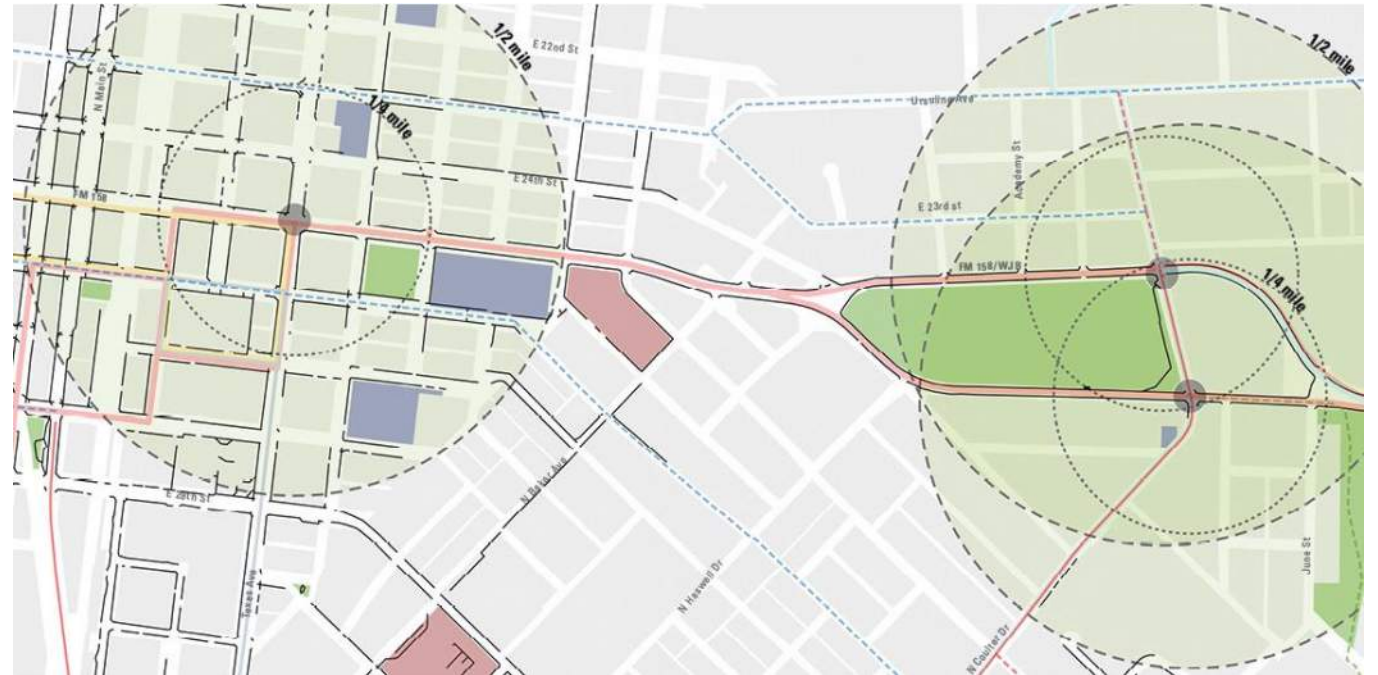 1/2 mile
1/2 mile
E 22nd St
N Main St
1/4 mile
Ursuline Ave
Academy St
E 24th St
FM 158
E 23rd st
FM 158/WJB
1/4 mile
E 28th St
N Baker Ave
Texas Ave
N Haswell Dr
June St
N Coulter Dr